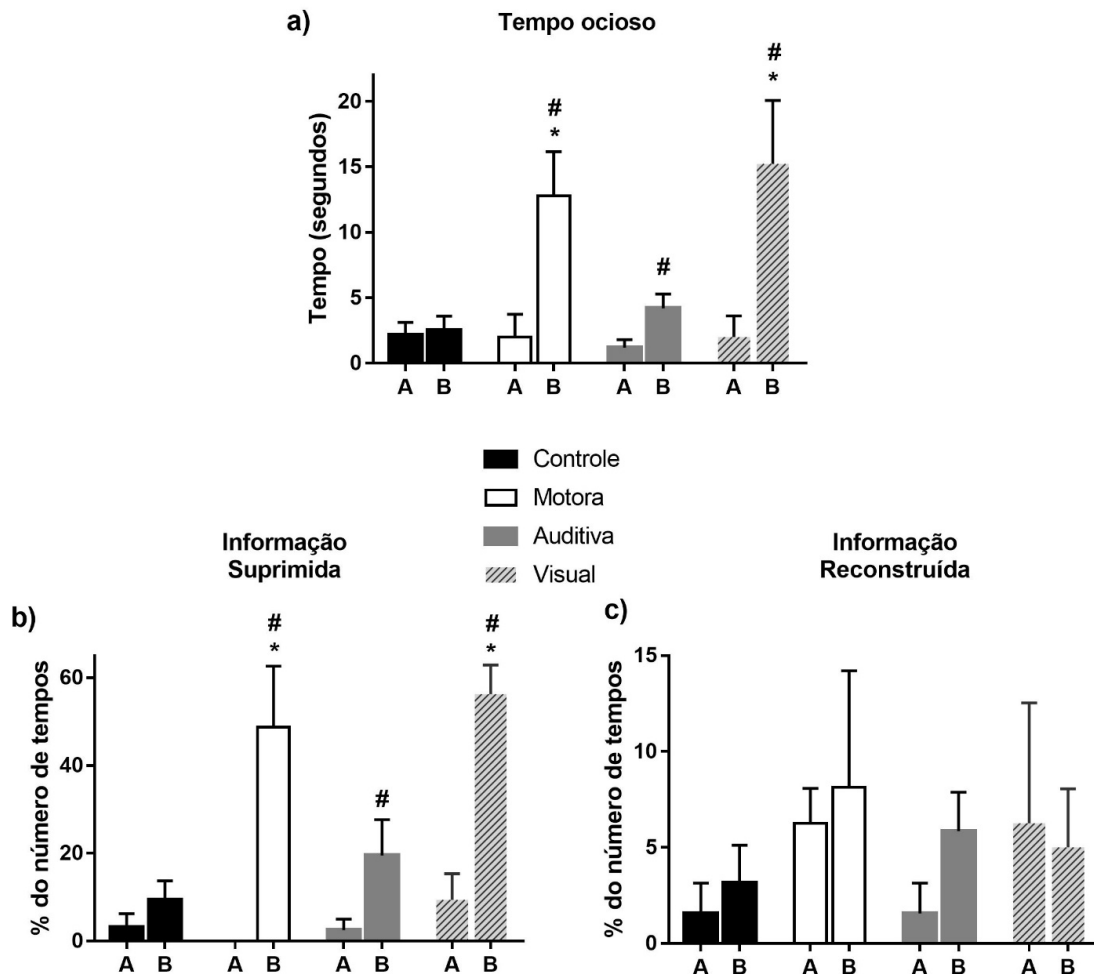 a)
Tempo ocioso
Tempo (segundos)
20
15
10
5
0
#
*
#
#
*
A B A B A B A B
Controle
Motora
Auditiva
Visual
b)
Informação
Suprimida
% do número de tempos
60
40
20
0
#
*
#
#
*
A B A B A B A B
c)
Informação
Reconstruída
% do número de tempos
15
10
5
0
A B A B A B A B